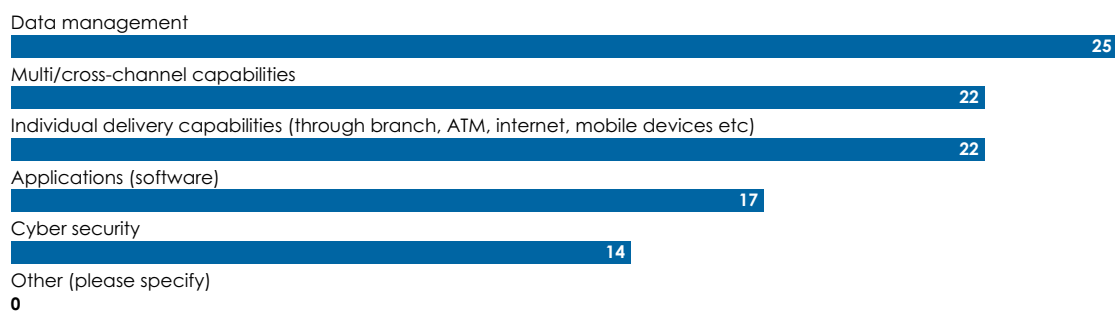 Data management
25
Multi/cross-channel capabilities
22
Individual delivery capabilities (through branch, ATM, internet, mobile devices etc)
22
Applications (software)
17
Cyber security
14
Other (please specify)
0